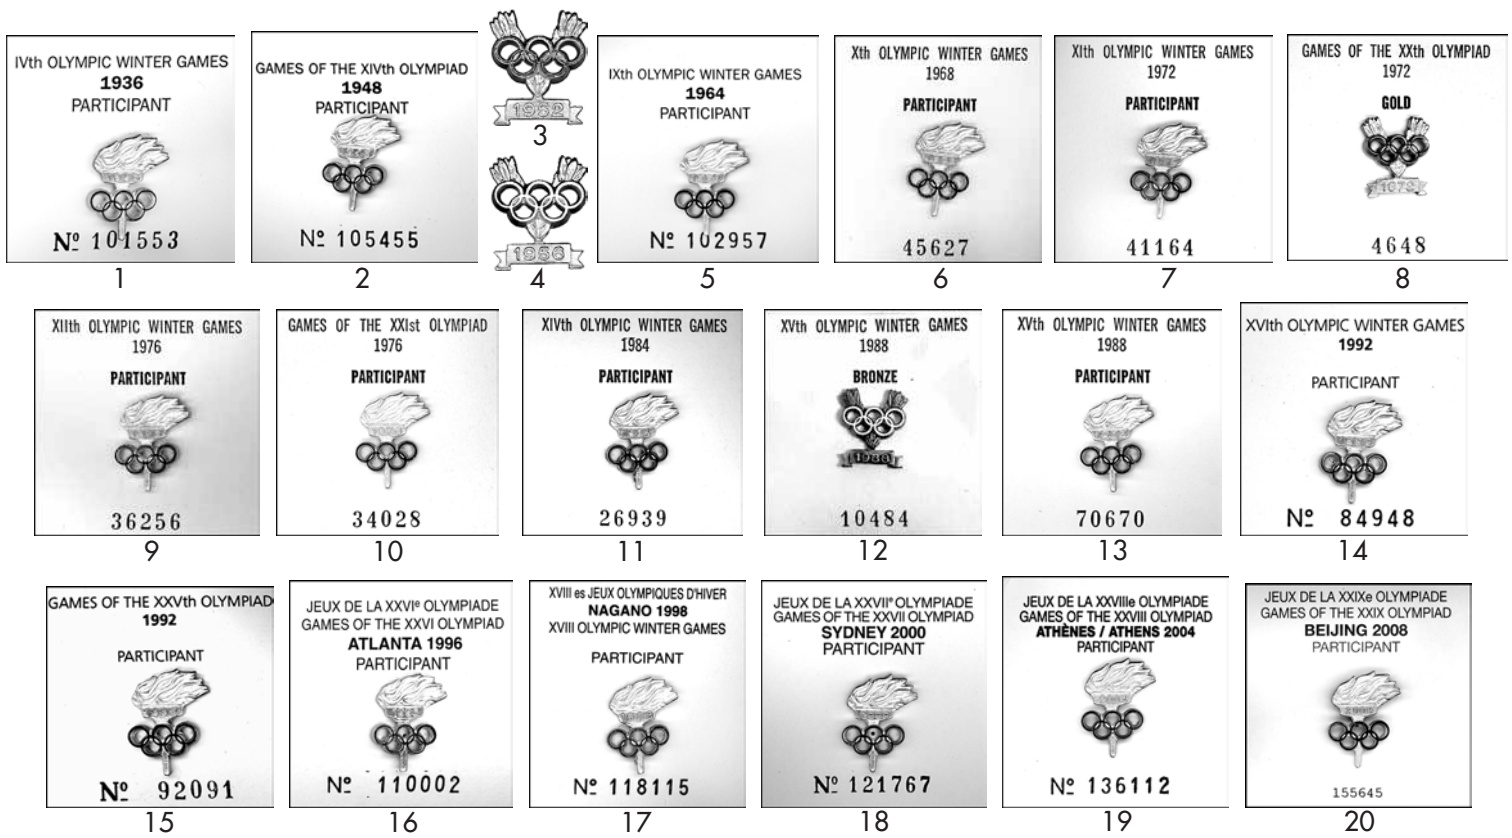 IVth OLYMPIC WINTER GAMES
1936
PARTICIPANT
Nº 101553
1
GAMES OF THE XIVth OLYMPIAD
1948
PARTICIPANT
Nº 105455
2
1952
3
1956
4
IXth OLYMPIC WINTER GAMES
1964
PARTICIPANT
Nº 102957
5
Xth OLYMPIC WINTER GAMES
1968
PARTICIPANT
45627
6
XIth OLYMPIC WINTER GAMES
1972
PARTICIPANT
41164
7
GAMES OF THE XXth OLYMPIAD
1972
GOLD
1972
4648
8
XIIth OLYMPIC WINTER GAMES
1976
PARTICIPANT
36256
9
GAMES OF THE XXIst OLYMPIAD
1976
PARTICIPANT
34028
10
XIVth OLYMPIC WINTER GAMES
1984
PARTICIPANT
26939
11
XVth OLYMPIC WINTER GAMES
1988
BRONZE
1988
10484
12
XVth OLYMPIC WINTER GAMES
1988
PARTICIPANT
70670
13
XVIth OLYMPIC WINTER GAMES
1992
PARTICIPANT
Nº 84948
14
GAMES OF THE XXVth OLYMPIAD
1992
PARTICIPANT
Nº 92091
15
JEUX DE LA XXVIᵉ OLYMPIADE
GAMES OF THE XXVI OLYMPIAD
ATLANTA 1996
PARTICIPANT
Nº 110002
16
XVIII es JEUX OLYMPIQUES D'HIVER
NAGANO 1998
XVIII OLYMPIC WINTER GAMES
PARTICIPANT
Nº 118115
17
JEUX DE LA XXVIIᵉ OLYMPIADE
GAMES OF THE XXVII OLYMPIAD
SYDNEY 2000
PARTICIPANT
Nº 121767
18
JEUX DE LA XXVIIIe OLYMPIADE
GAMES OF THE XXVIII OLYMPIAD
ATHÈNES / ATHENS 2004
PARTICIPANT
Nº 136112
19
JEUX DE LA XXIXe OLYMPIADE
GAMES OF THE XXIX OLYMPIAD
BEIJING 2008
PARTICIPANT
2008
155645
20